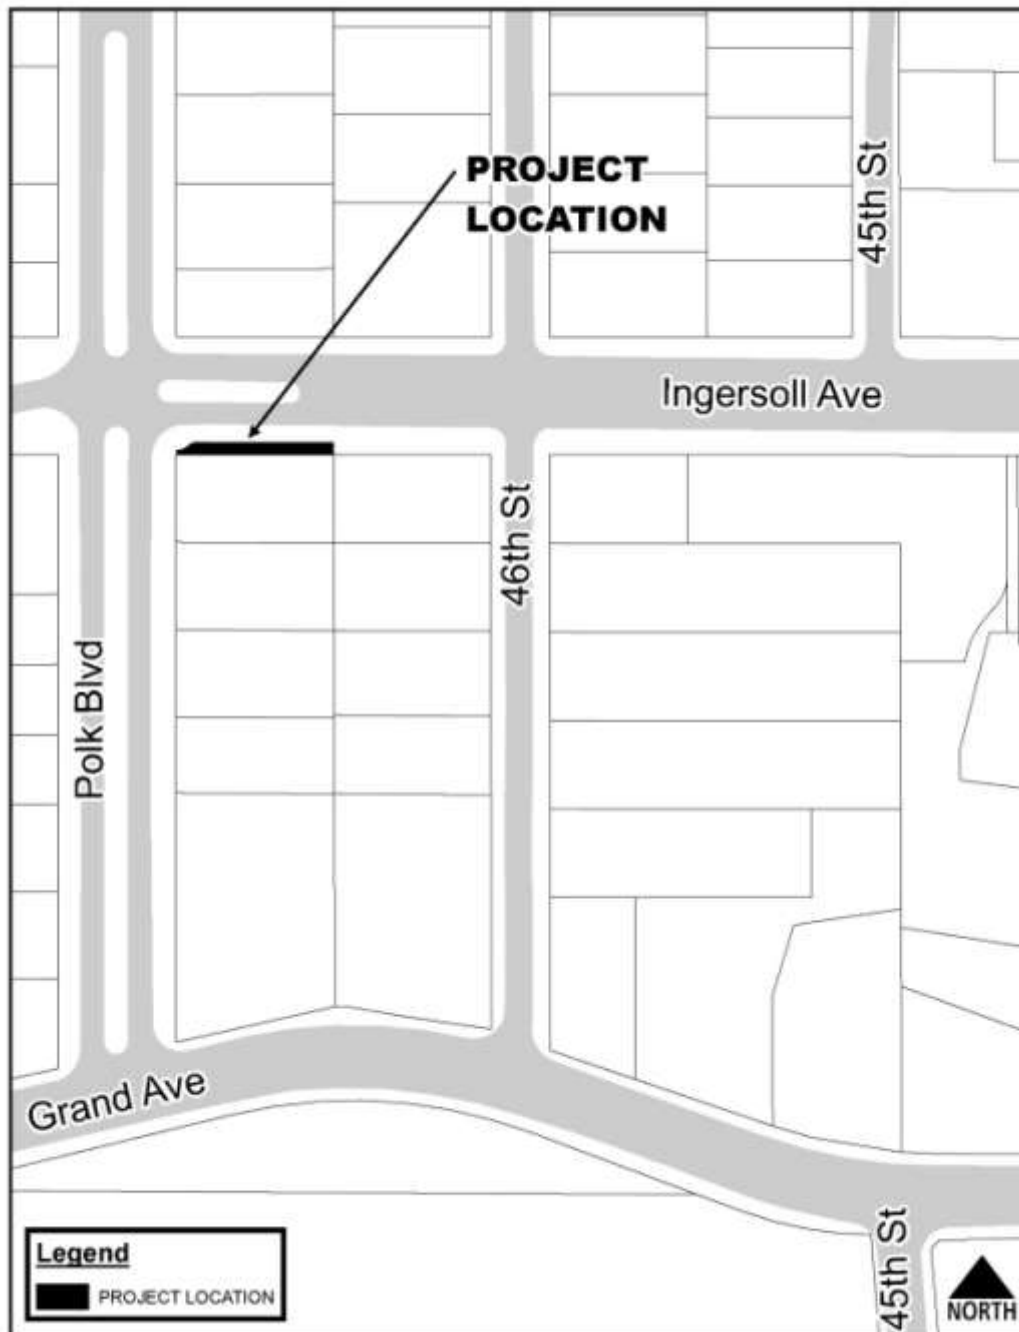 PROJECT
LOCATION
45th St
Ingersoll Ave
46th St
Polk Blvd
Grand Ave
45th St
Legend
PROJECT LOCATION
NORTH